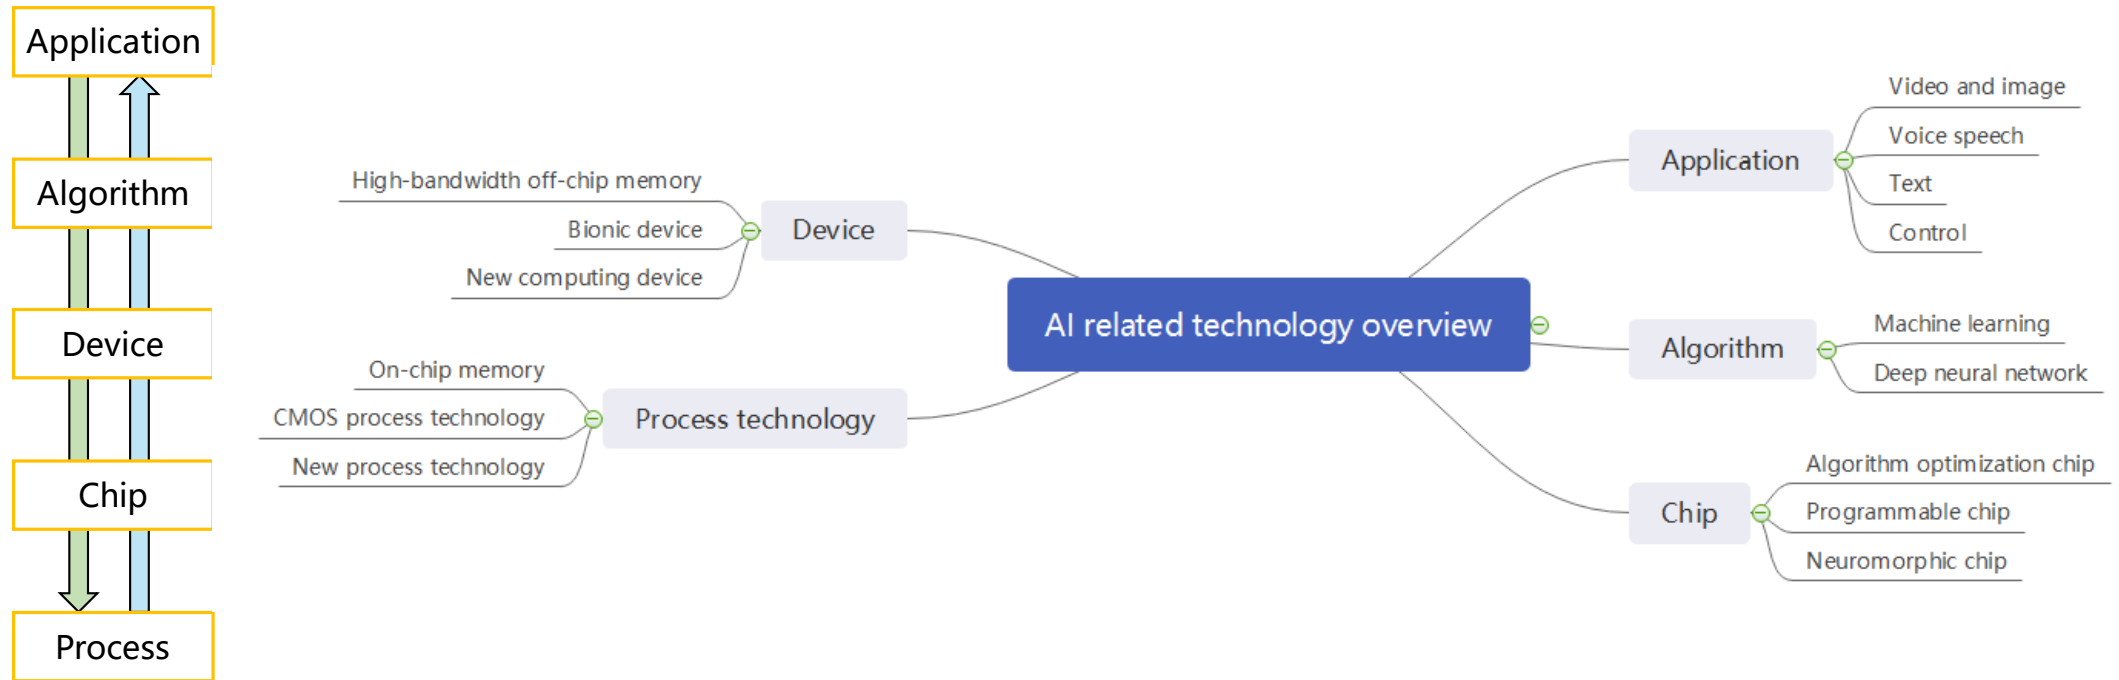 Application
Algorithm
Device
Chip
Process
High-bandwidth off-chip memory
Bionic device
New computing device
Device
On-chip memory
CMOS process technology
New process technology
Process technology
AI related technology overview
Application
Video and image
Voice speech
Text
Control
Algorithm
Machine learning
Deep neural network
Chip
Algorithm optimization chip
Programmable chip
Neuromorphic chip